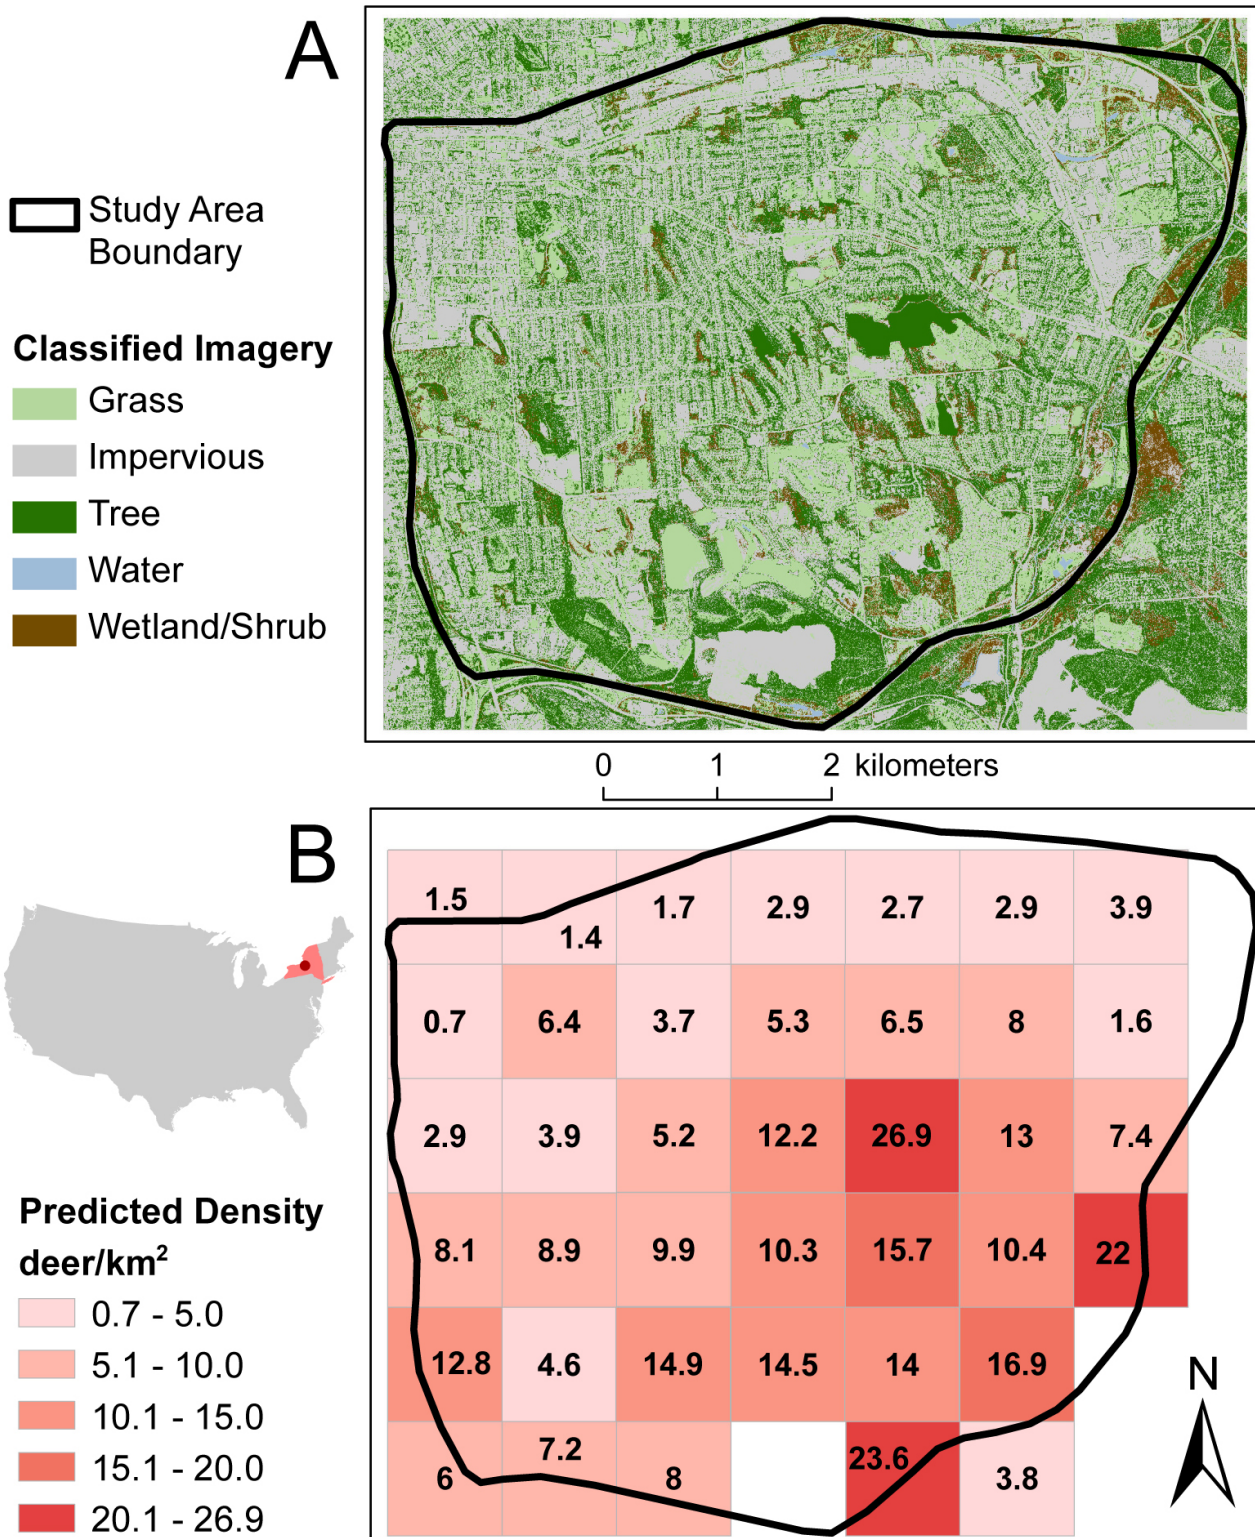 A
Study Area
Boundary
Classified Imagery
Grass
Impervious
Tree
Water
Wetland/Shrub
0 1 2 kilometers
B
1.5 1.4 1.7 2.9 2.7 2.9 3.9
0.7 6.4 3.7 5.3 6.5 8 1.6
2.9 3.9 5.2 12.2 26.9 13 7.4
8.1 8.9 9.9 10.3 15.7 10.4 22
12.8 4.6 14.9 14.5 14 16.9
6 7.2 8 23.6 3.8
Predicted Density
deer/km²
0.7 - 5.0
5.1 - 10.0
10.1 - 15.0
15.1 - 20.0
20.1 - 26.9
N